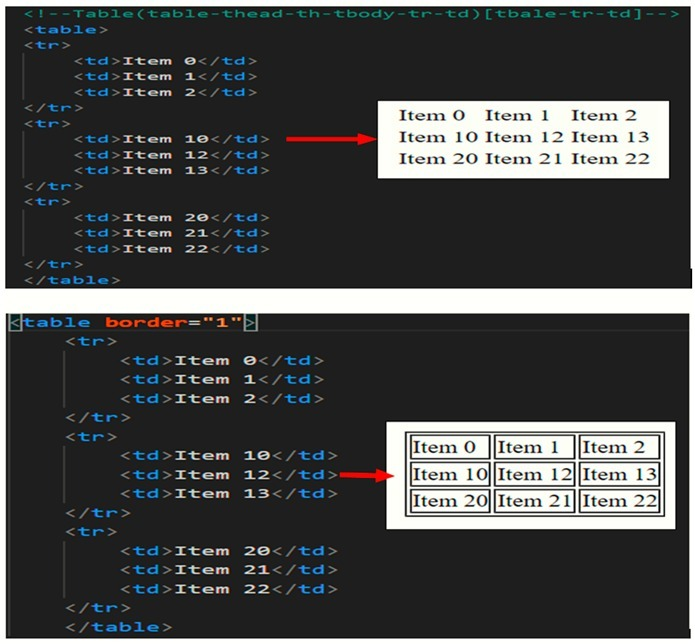 <!--Table(table-thead-th-tbody-tr-td)[tbale-tr-td]-->
<table>
<tr>
<td>Item 0</td>
<td>Item 1</td>
<td>Item 2</td>
</tr>
<tr>
<td>Item 10</td>
<td>Item 12</td>
<td>Item 13</td>
</tr>
<tr>
<td>Item 20</td>
<td>Item 21</td>
<td>Item 22</td>
</tr>
</table>
Item 0 Item 1 Item 2
Item 10 Item 12 Item 13
Item 20 Item 21 Item 22
<table border="1">
<tr>
<td>Item 0</td>
<td>Item 1</td>
<td>Item 2</td>
</tr>
<tr>
<td>Item 10</td>
<td>Item 12</td>
<td>Item 13</td>
</tr>
<tr>
<td>Item 20</td>
<td>Item 21</td>
<td>Item 22</td>
</tr>
</table>
Item 0 Item 1 Item 2
Item 10 Item 12 Item 13
Item 20 Item 21 Item 22